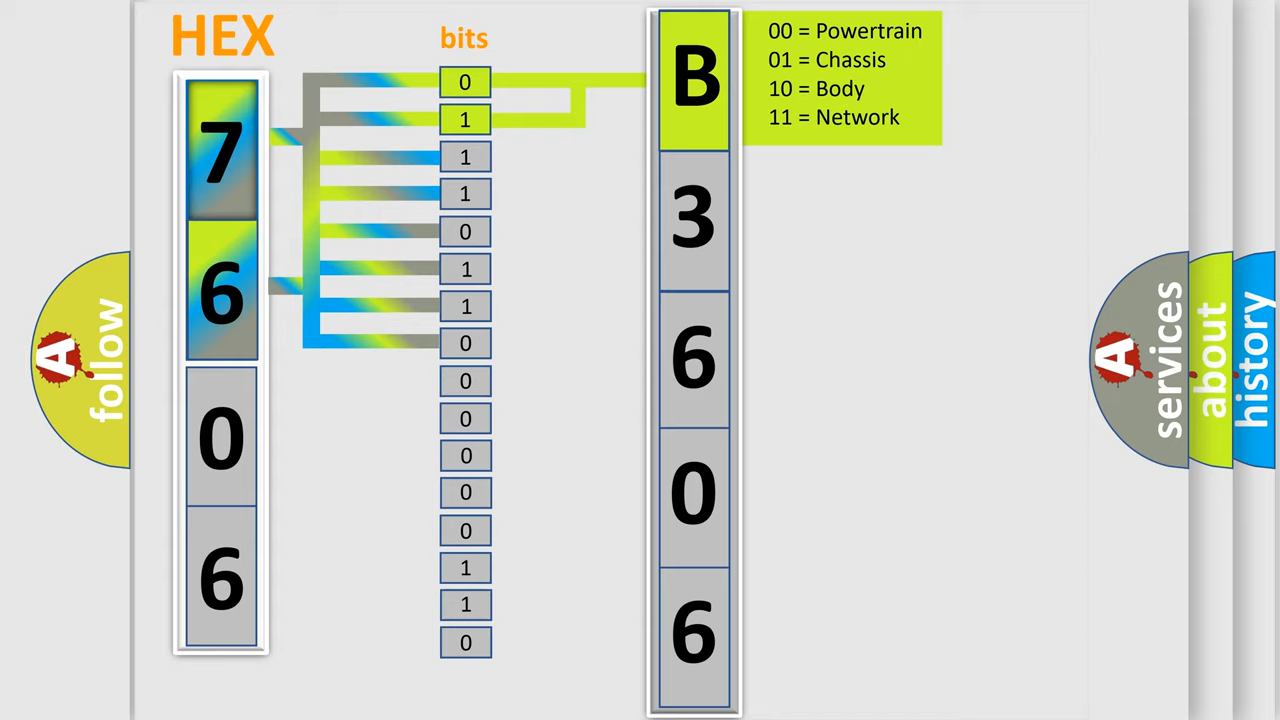 HEX
bits
7
6
0
6
0
1
1
1
0
1
1
0
0
0
0
0
0
1
1
0
B
3
6
0
6
00 = Powertrain
01 = Chassis
10 = Body
11 = Network
A
follow
A
services
about
history